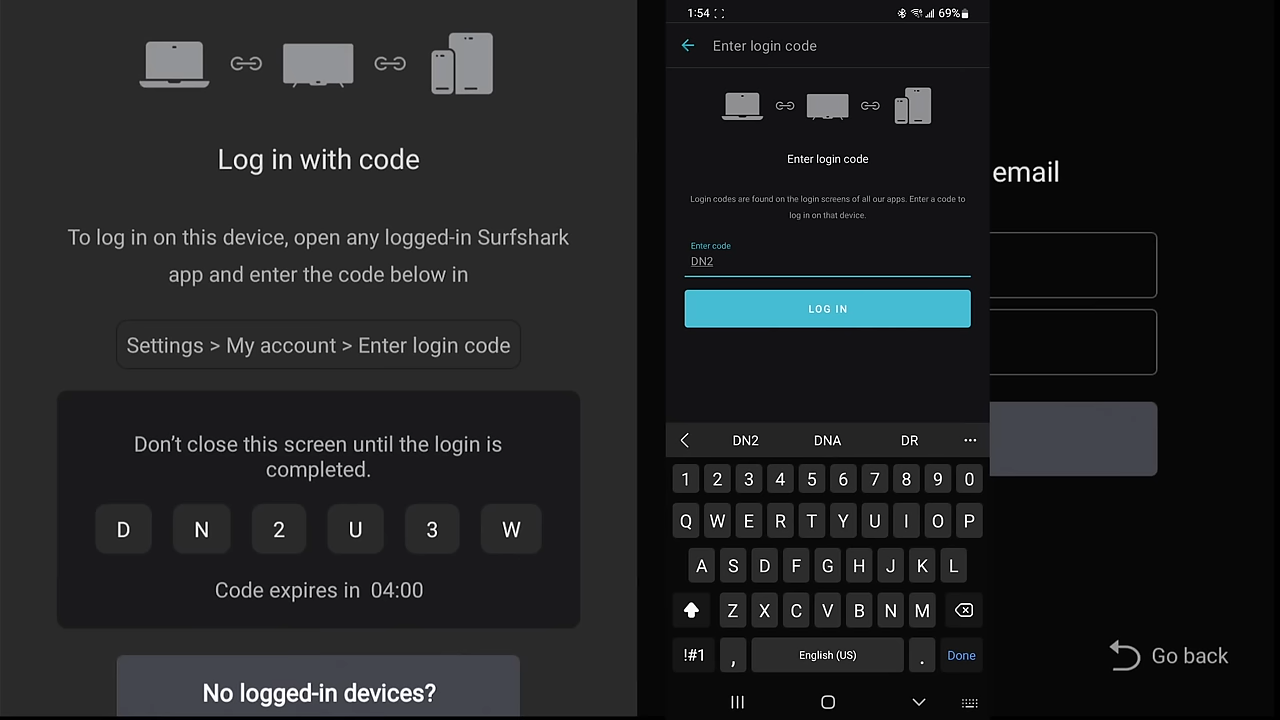 Log in with code
To log in on this device, open any logged-in Surfshark
app and enter the code below in
Settings > My account > Enter login code
Don’t close this screen until the login is
completed.
D N 2 U 3 W
Code expires in 04:00
No logged-in devices?
1:54 69%
Enter login code
Enter login code
Login codes are found on the login screens of all our apps. Enter a code to
log in on that device.
Enter code
DN2
LOG IN
DN2 DNA DR
1 2 3 4 5 6 7 8 9 0
Q W E R T Y U I O P
A S D F G H J K L
Z X C V B N M
!#1 , English (US) . Done
email
Go back